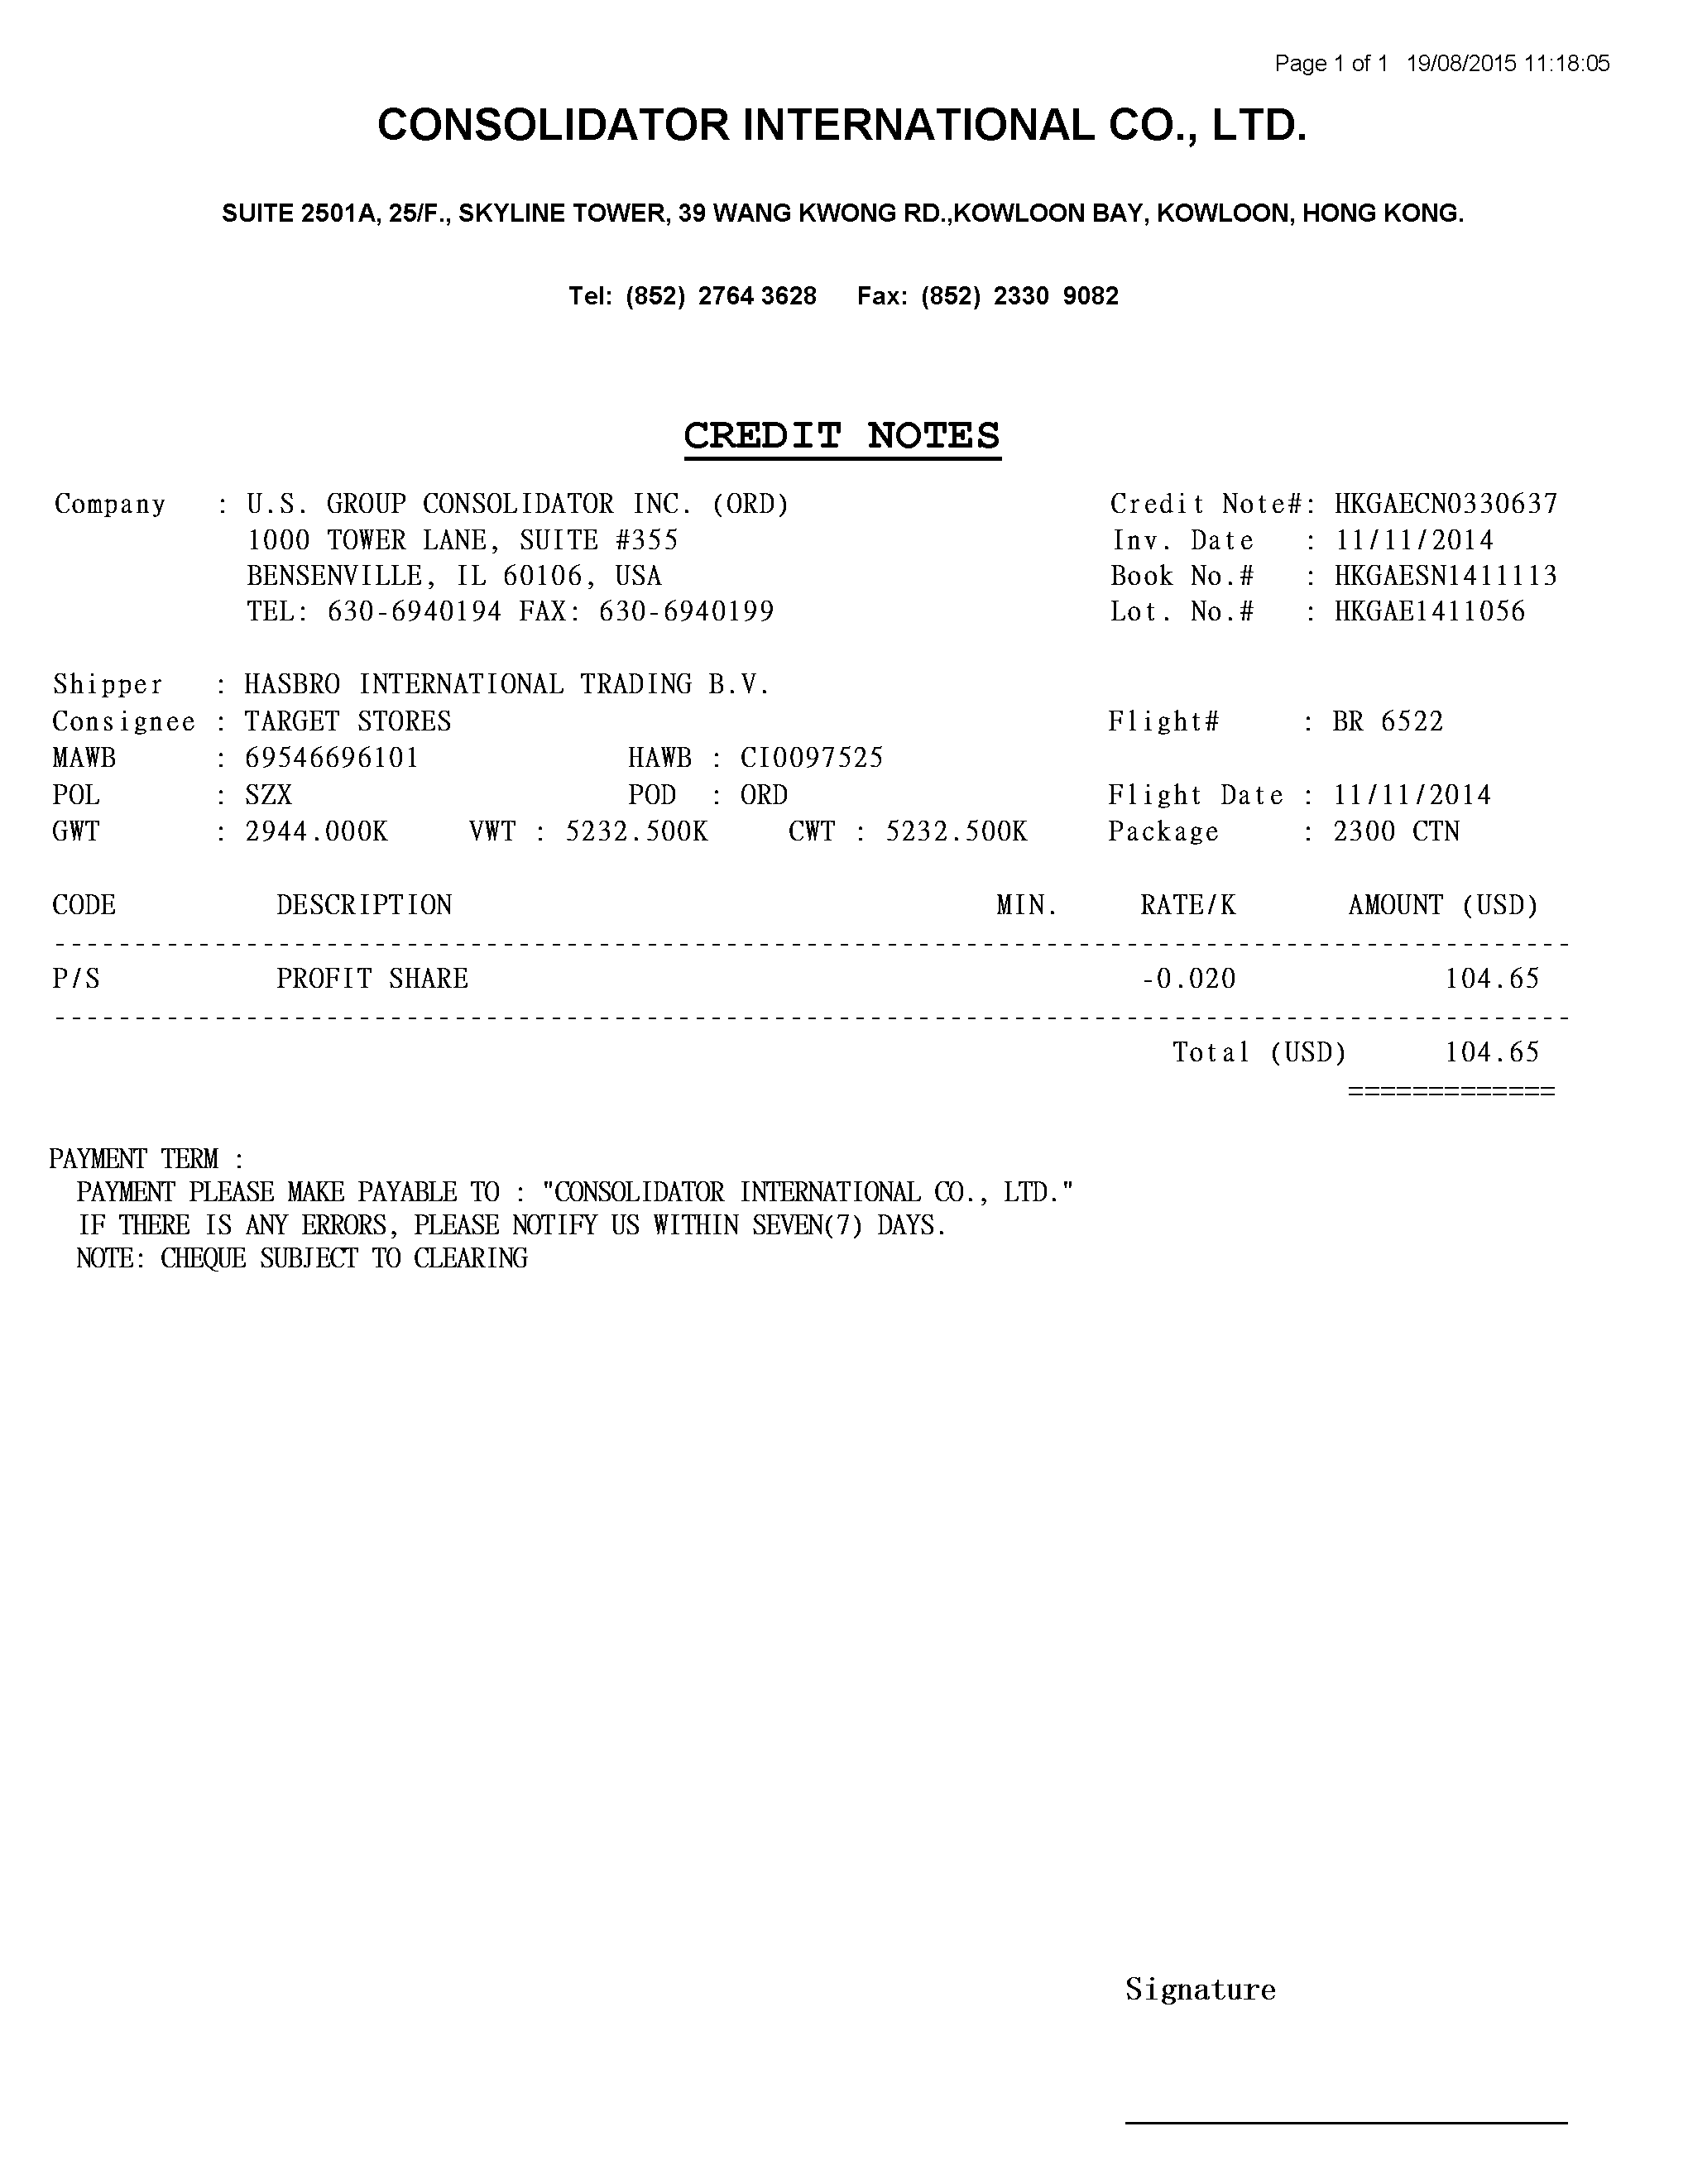 Page 1 of 1 19/08/2015 11:18:05
CONSOLIDATOR INTERNATIONAL CO., LTD.
SUITE 2501A, 25/F., SKYLINE TOWER, 39 WANG KWONG RD.,KOWLOON BAY, KOWLOON, HONG KONG.
Tel: (852) 2764 3628 Fax: (852) 2330 9082
CREDIT NOTES
Company : U.S. GROUP CONSOLIDATOR INC. (ORD) Credit Note#: HKGAECN0330637
1000 TOWER LANE, SUITE #355 Inv. Date : 11/11/2014
BENSENVILLE, IL 60106, USA Book No.# : HKGAESN1411113
TEL: 630-6940194 FAX: 630-6940199 Lot. No.# : HKGAE1411056
Shipper : HASBRO INTERNATIONAL TRADING B.V.
Consignee : TARGET STORES Flight# : BR 6522
MAWB : 69546696101 HAWB : CI0097525
POL : SZX POD : ORD Flight Date : 11/11/2014
GWT : 2944.000K VWT : 5232.500K CWT : 5232.500K Package : 2300 CTN
CODE DESCRIPTION MIN. RATE/K AMOUNT (USD)
P/S PROFIT SHARE -0.020 104.65
Total (USD) 104.65
=============
PAYMENT TERM :
PAYMENT PLEASE MAKE PAYABLE TO : "CONSOLIDATOR INTERNATIONAL CO., LTD."
IF THERE IS ANY ERRORS, PLEASE NOTIFY US WITHIN SEVEN(7) DAYS.
NOTE: CHEQUE SUBJECT TO CLEARING
Signature